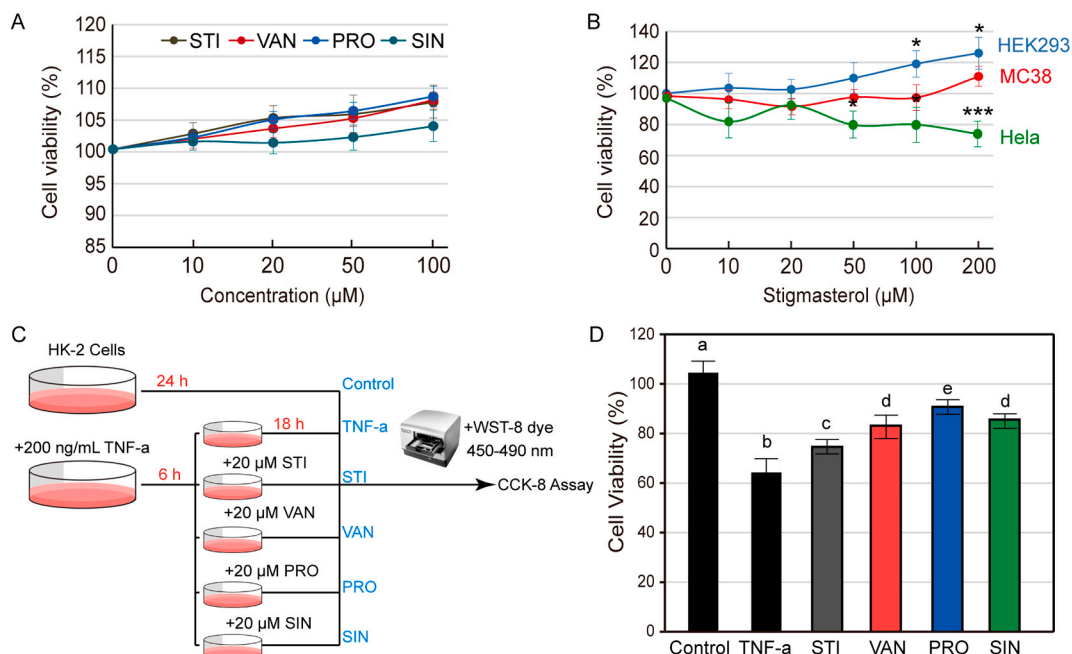 A
120
115
110
105
100
95
90
85
Cell viability (%)
STI VAN PRO SIN
0 10 20 50 100
Concentration (µM)
B
140
120
100
80
60
40
20
0
Cell viability (%)
* *
* *
***
HEK293
MC38
Hela
0 10 20 50 100 200
Stigmasterol (µM)
C
HK-2 Cells
24 h
Control
+200 ng/mL TNF-a
6 h
18 h
TNF-a
+20 µM STI
STI
+20 µM VAN
VAN
+20 µM PRO
PRO
+20 µM SIN
SIN
+WST-8 dye
450-490 nm
CCK-8 Assay
D
120
100
80
60
40
20
0
Cell Viability (%)
a
b
c
d
e
d
Control TNF-a STI VAN PRO SIN